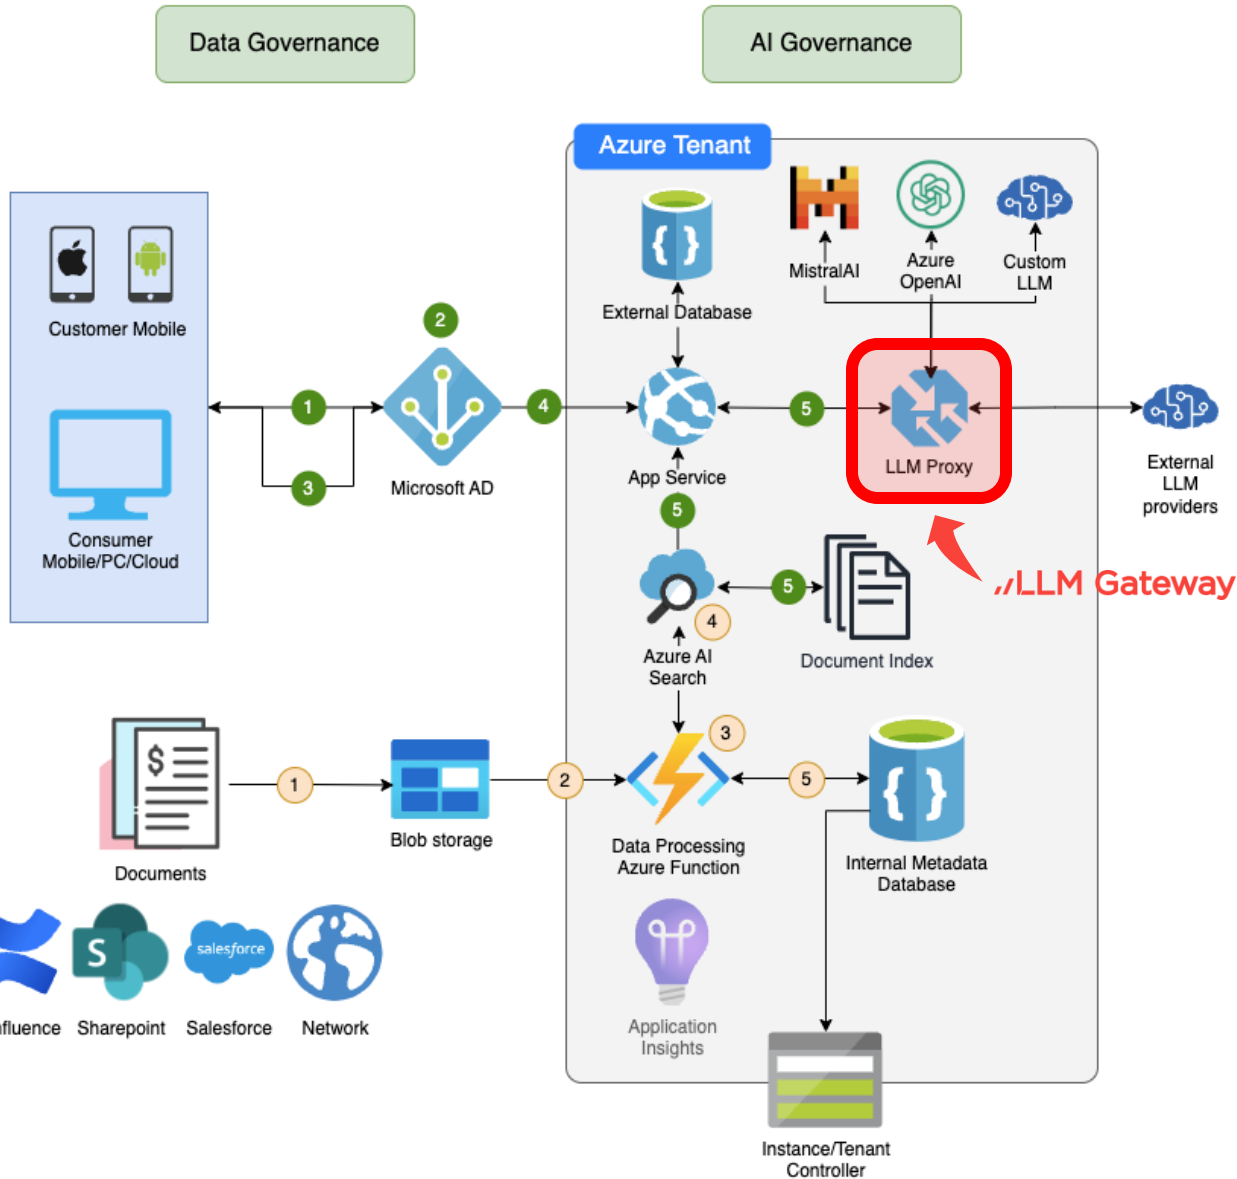 Data Governance
AI Governance
Azure Tenant
MistralAI
Azure
OpenAI
Custom
LLM
External Database
Customer Mobile
2
1
4
5
3
Microsoft AD
App Service
LLM Proxy
External
LLM
providers
Consumer
Mobile/PC/Cloud
5
5
LLM Gateway
4
Azure AI
Search
Document Index
$
3
1
2
5
Blob storage
Documents
Data Processing
Azure Function
Internal Metadata
Database
S
salesforce
nfluence
Sharepoint
Salesforce
Network
Application
Insights
Instance/Tenant
Controller